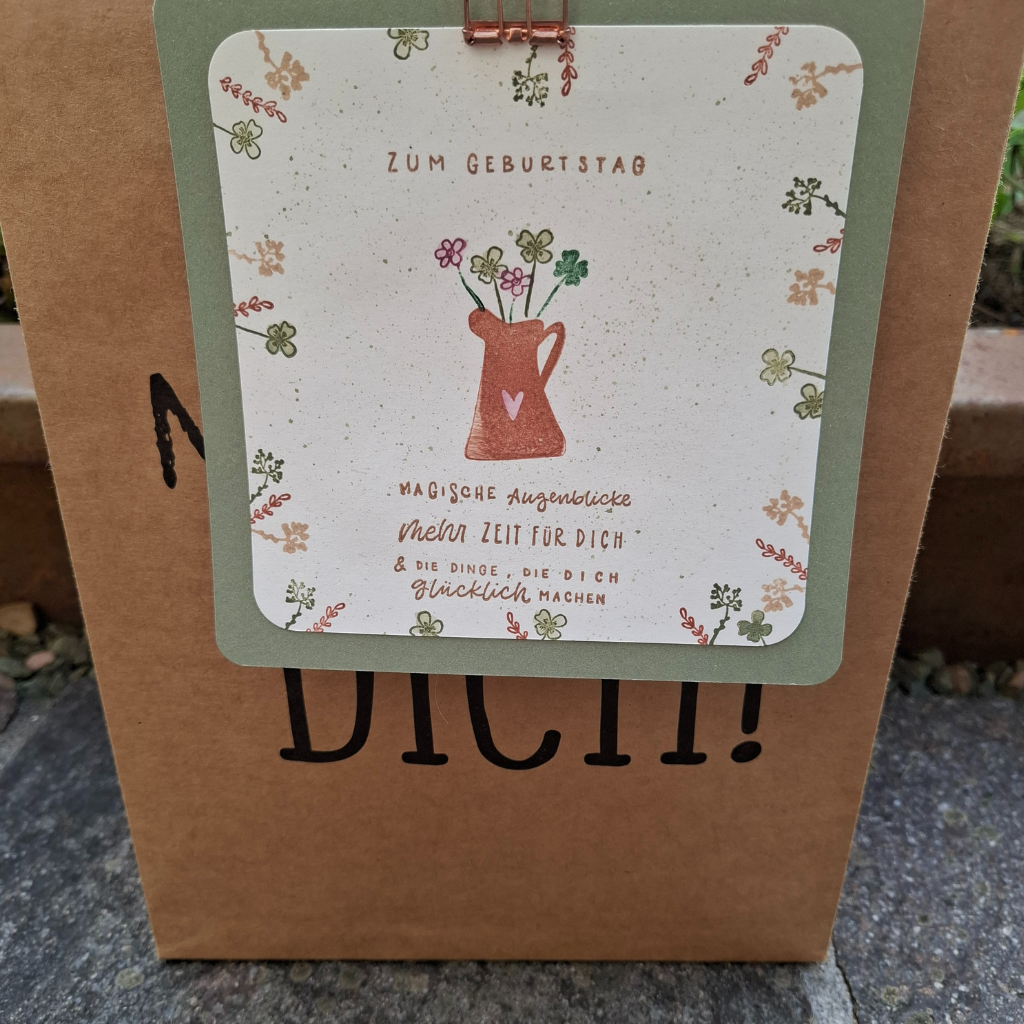 ZUM GEBURTSTAG
MAGISCHE Augenblicke
mehr ZEIT FÜR DICH
& DIE DINGE, DIE DICH
glücklich MACHEN
DICH!